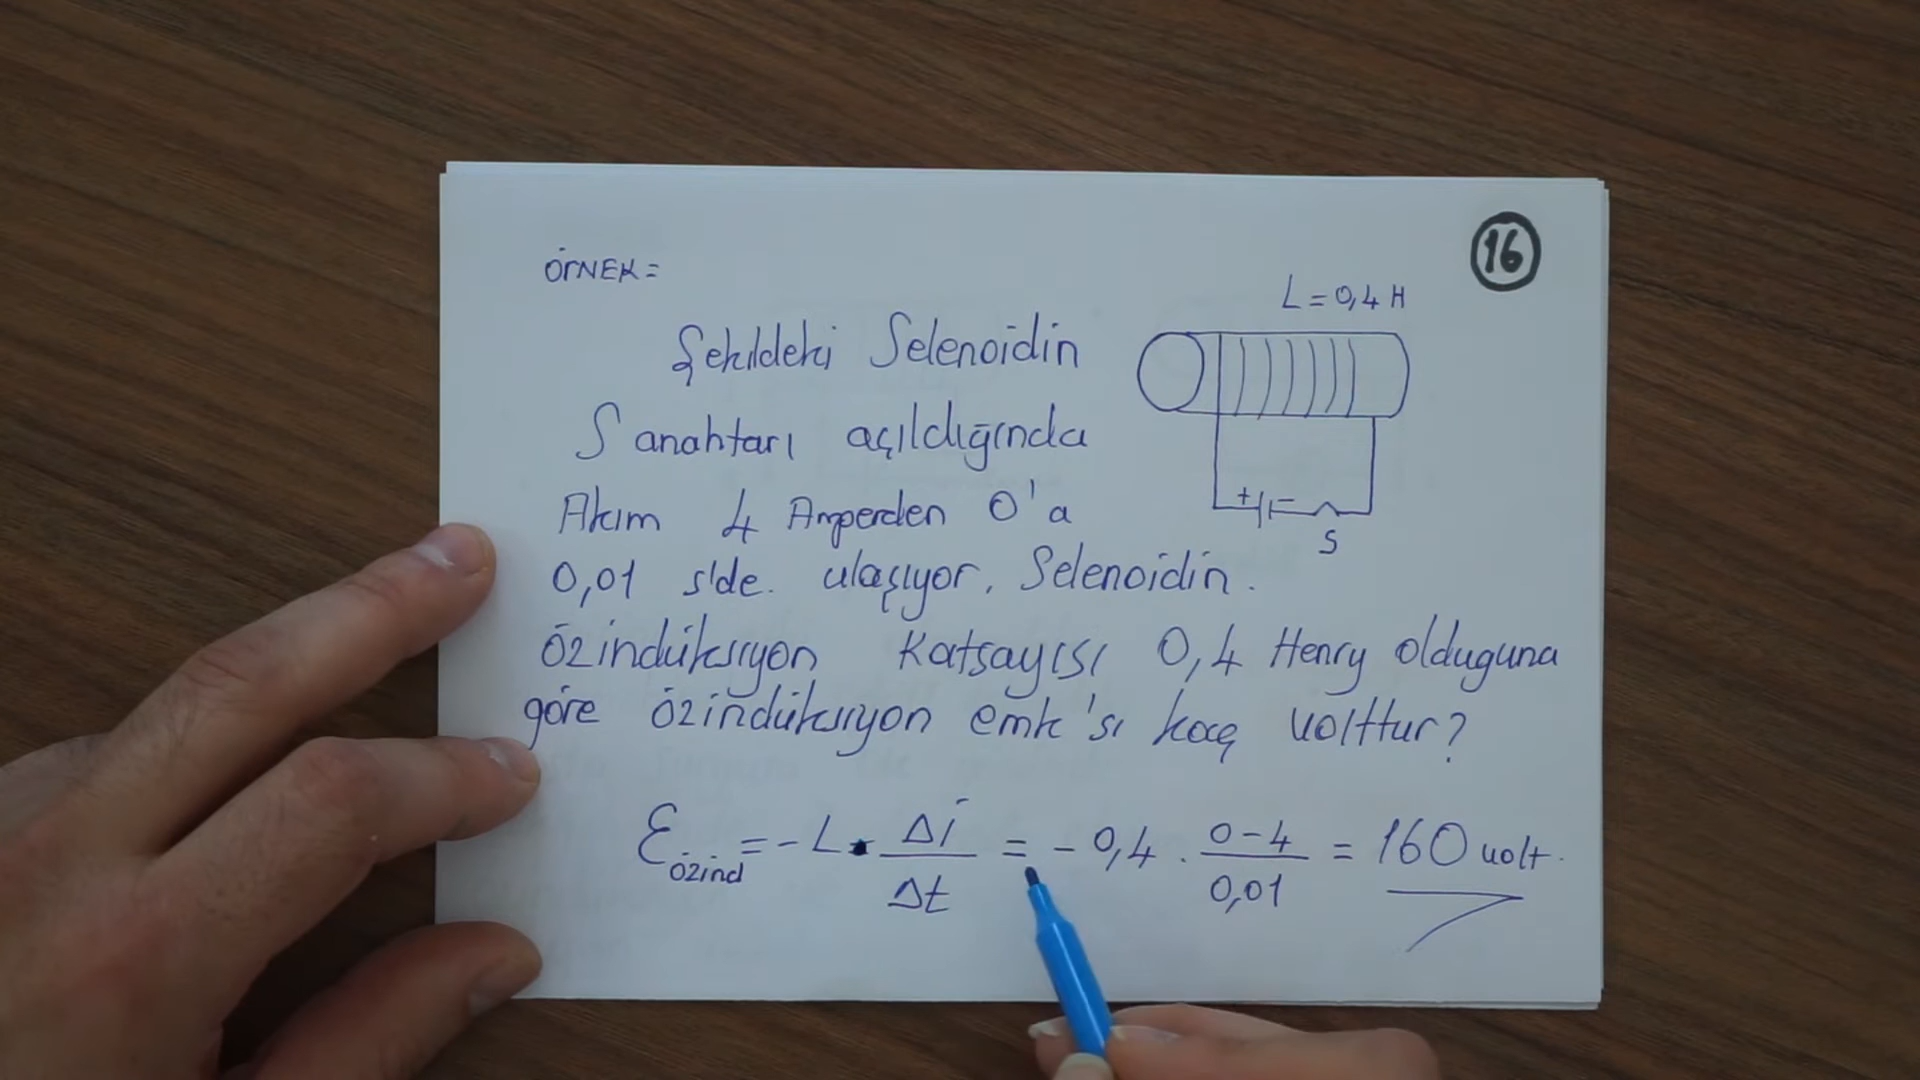 16
ÖRNEK =
L = 0,4 H
Şekildeki Selenoidin
S anahtarı açıldığında
Akım 4 Amperden 0'a
+ -
S
0,01 s'de. ulaşıyor. Selenoidin.
özindüksiyon Katsayısı 0,4 Henry olduguna
göre özindüksiyon emk'sı kaç volttur?
Ɛözind = - L . Δi/Δt = - 0,4 . 0-4/0,01 = 160 volt.